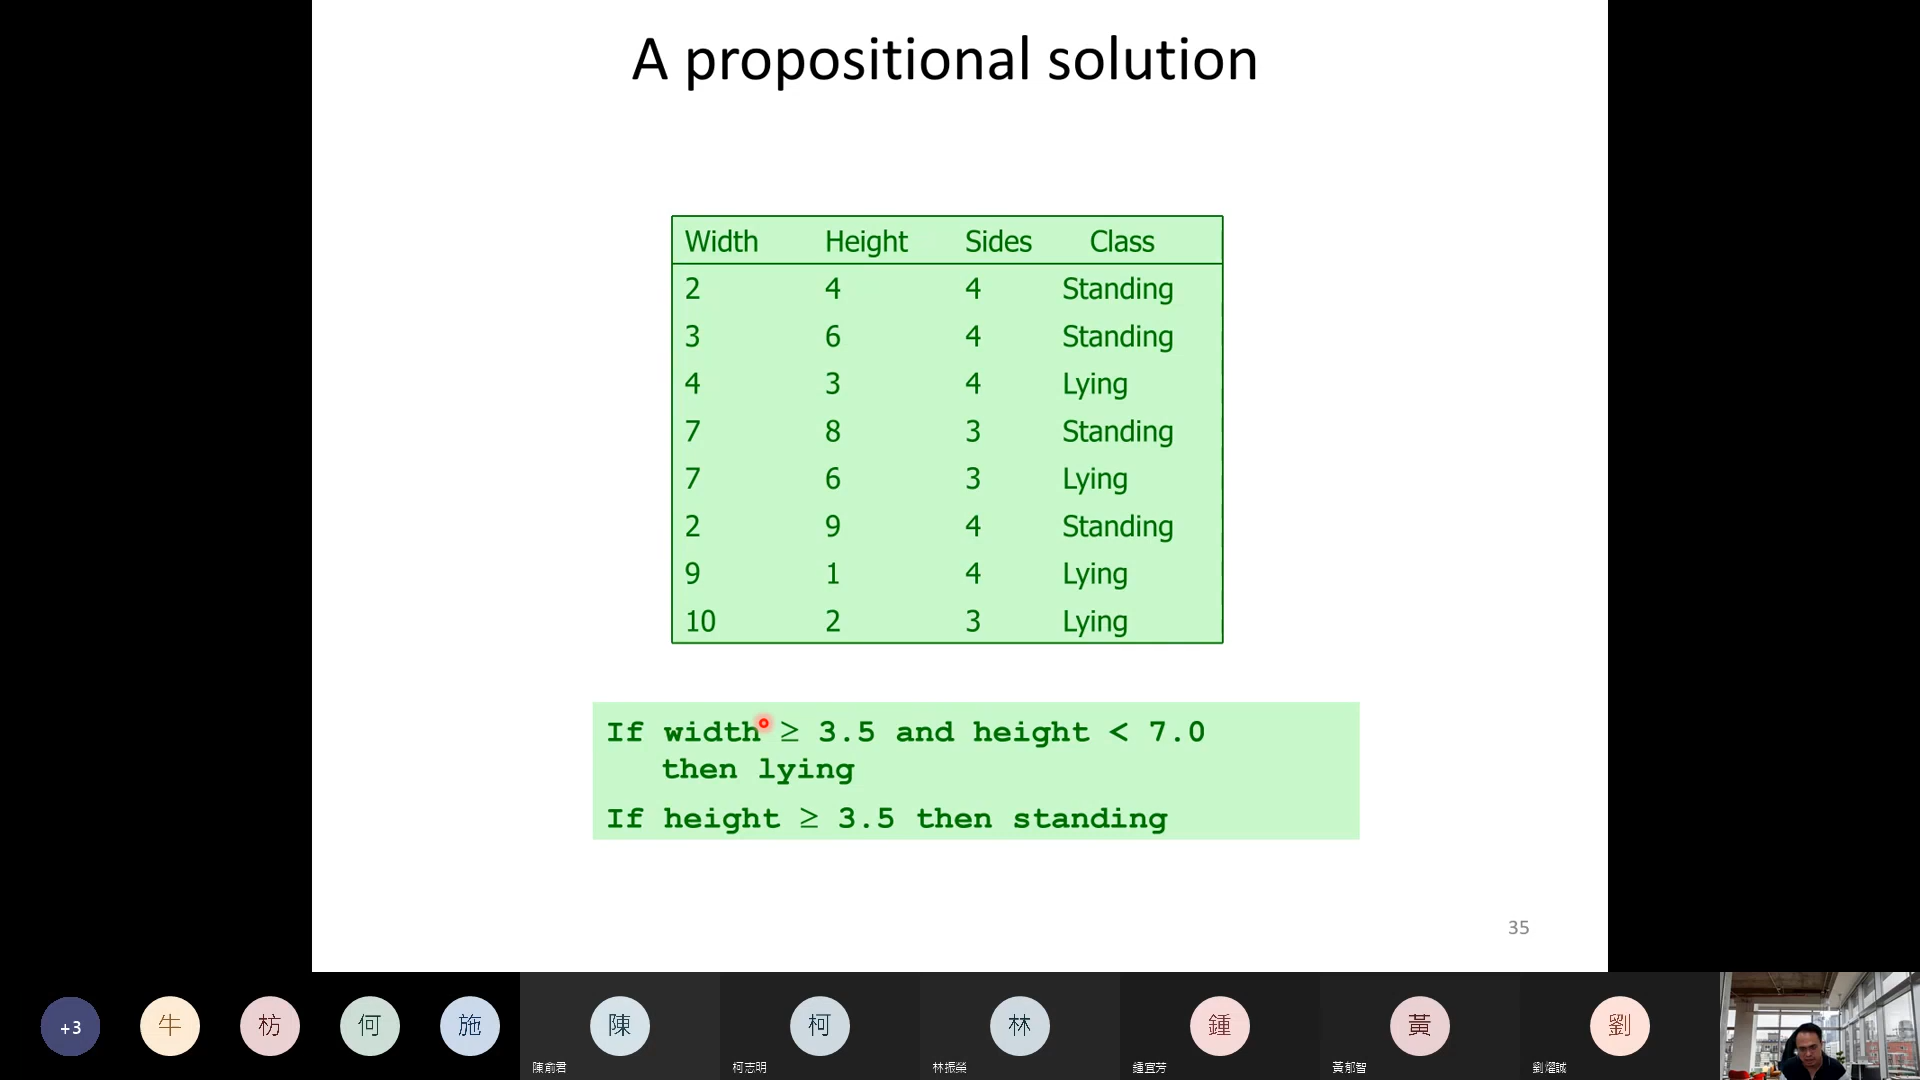 A propositional solution
Width Height Sides Class
2 4 4 Standing
3 6 4 Standing
4 3 4 Lying
7 8 3 Standing
7 6 3 Lying
2 9 4 Standing
9 1 4 Lying
10 2 3 Lying
If width ≥ 3.5 and height < 7.0
then lying
If height ≥ 3.5 then standing
35
+3 牛 枋 何 施 陳 柯 林 鍾 黃 劉
陳俞君 柯志明 林振榮 鍾宜芳 黃郁智 劉燿誠